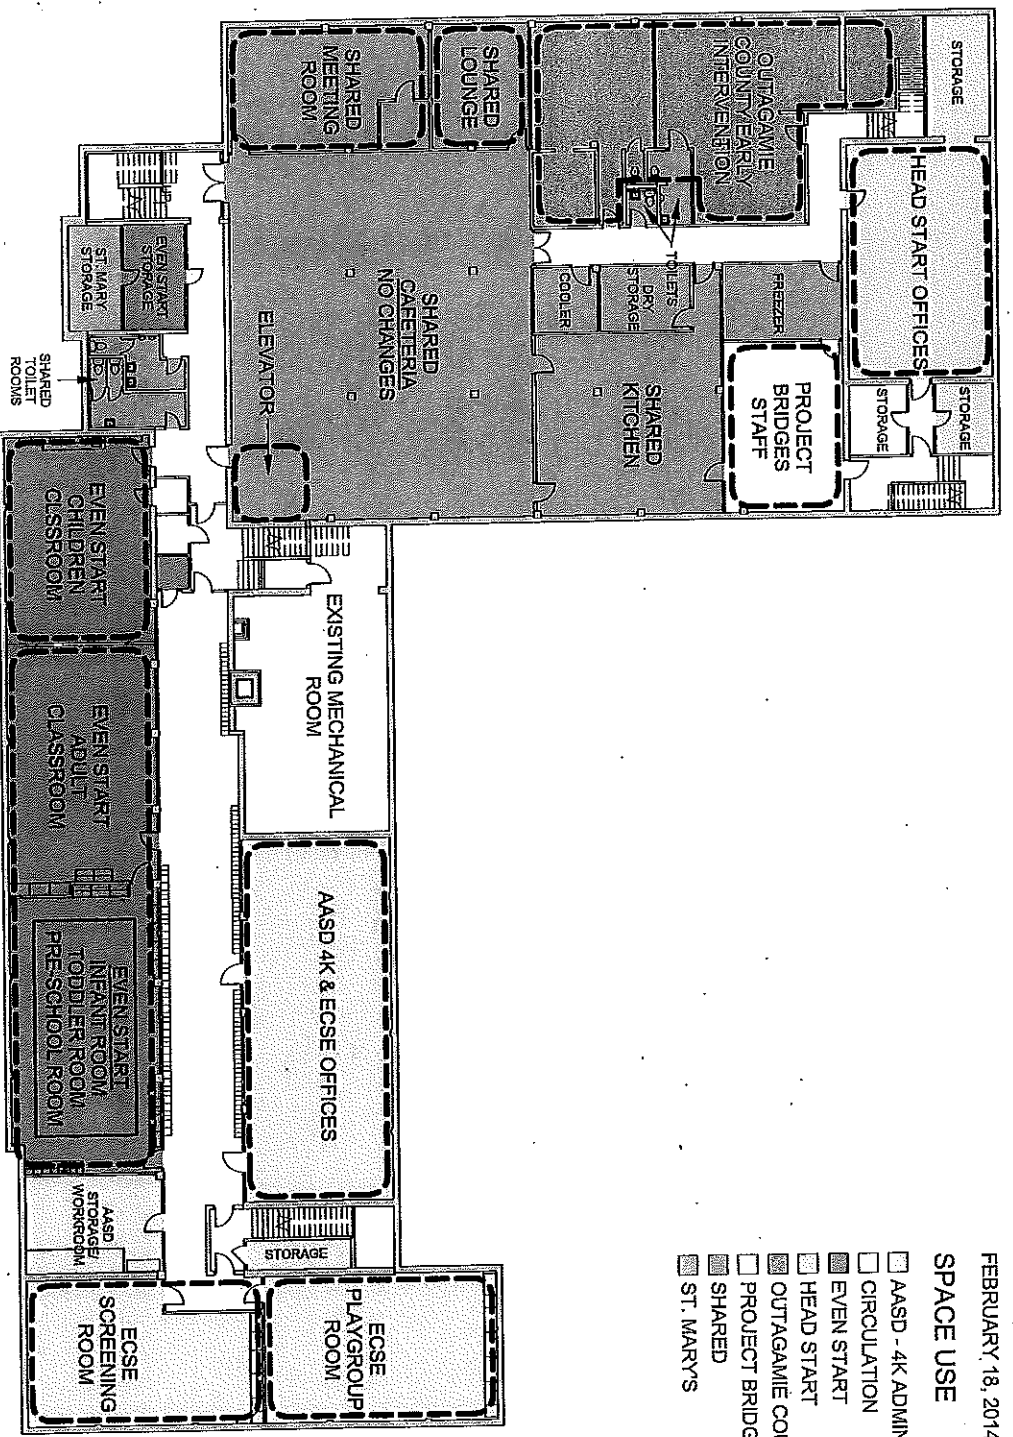 FEBRUARY 18, 2014
SPACE USE
AASD - 4K ADMIN
CIRCULATION
EVEN START
HEAD START
OUTAGAMIE COU
PROJECT BRIDG
SHARED
ST. MARY'S
STORAGE
HEAD START OFFICES
STORAGE
STORAGE
OUTAGAMIE
COUNTY EARLY
INTERVENTION
TOILETS
FREEZER
PROJECT
BRIDGES
STAFF
DRY
STORAGE
COOLER
SHARED
KITCHEN
SHARED
LOUNGE
SHARED
MEETING
ROOM
SHARED
CAFETERIA
NO CHANGES
ELEVATOR
EVEN START
STORAGE
ST. MARY
STORAGE
SHARED
TOILET
ROOMS
EXISTING MECHANICAL
ROOM
AASD 4K & ECSE OFFICES
EVEN START
CHILDREN
CLSROOM
EVEN START
ADULT
CLASSROOM
EVEN START
INFANT ROOM
TODDLER ROOM
PRE-SCHOOL ROOM
AASD
STORAGE/
WORKROOM
STORAGE
ECSE
PLAYGROUP
ROOM
ECSE
SCREENING
ROOM